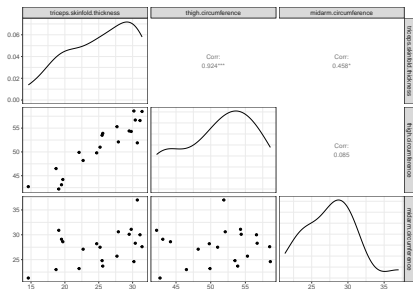 triceps.skinfold.thickness
thigh.circumference
midarm.circumference
0.06
0.04
0.02
0.00
Corr:
0.924***
Corr:
0.458*
triceps.skinfold.thickness
55
50
45
Corr:
0.085
thigh.circumference
35
30
25
midarm.circumference
15
20
25
30
45
50
55
25
30
35